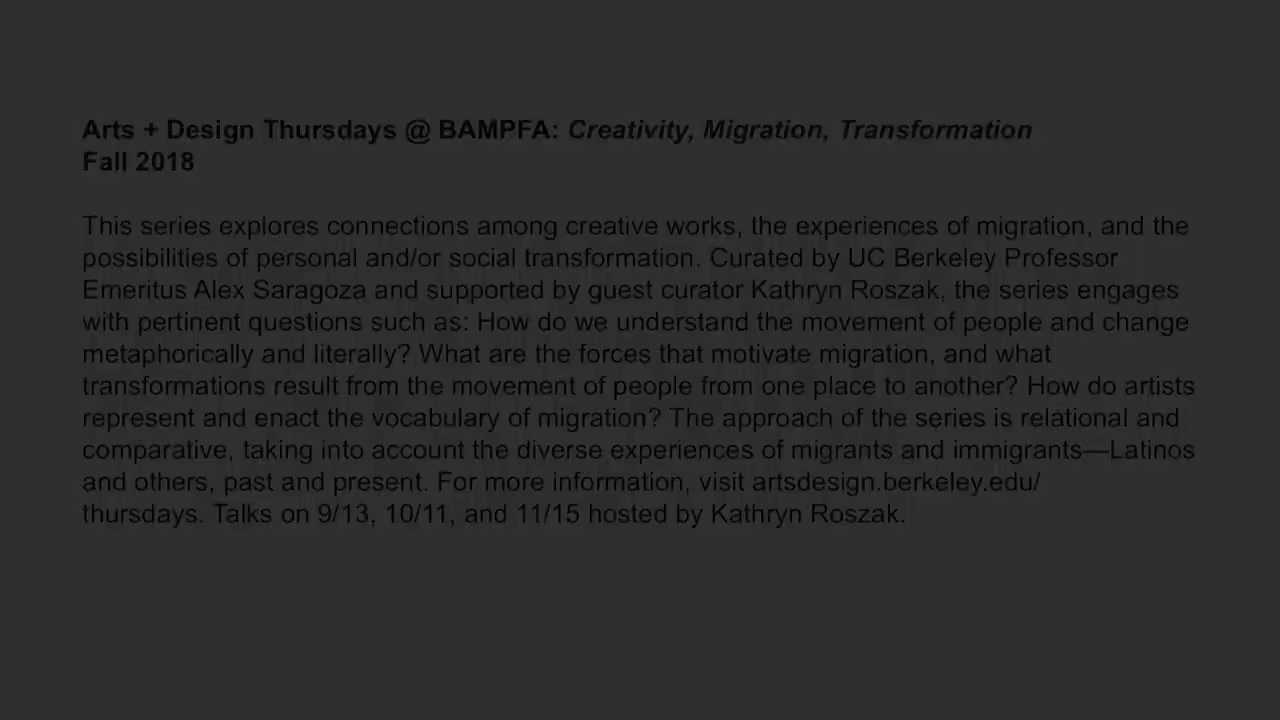 Arts + Design Thursdays @ BAMPFA: Creativity, Migration, Transformation
Fall 2018
This series explores connections among creative works, the experiences of migration, and the
possibilities of personal and/or social transformation. Curated by UC Berkeley Professor
Emeritus Alex Saragoza and supported by guest curator Kathryn Roszak, the series engages
with pertinent questions such as: How do we understand the movement of people and change
metaphorically and literally? What are the forces that motivate migration, and what
transformations result from the movement of people from one place to another? How do artists
represent and enact the vocabulary of migration? The approach of the series is relational and
comparative, taking into account the diverse experiences of migrants and immigrants—Latinos
and others, past and present. For more information, visit artsdesign.berkeley.edu/
thursdays. Talks on 9/13, 10/11, and 11/15 hosted by Kathryn Roszak.